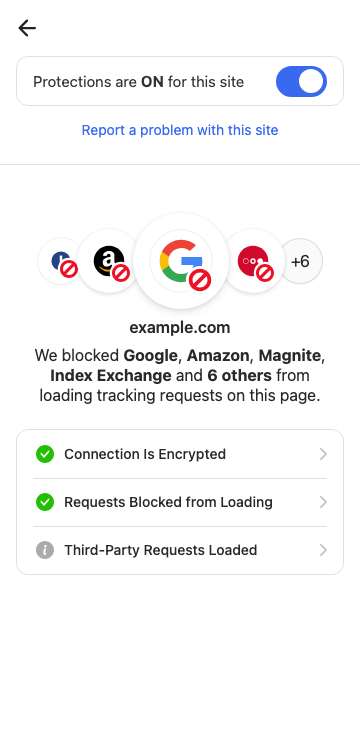 Protections are ON for this site
Report a problem with this site
+6
example.com
We blocked Google, Amazon, Magnite,
Index Exchange and 6 others from
loading tracking requests on this page.
Connection Is Encrypted
Requests Blocked from Loading
Third-Party Requests Loaded